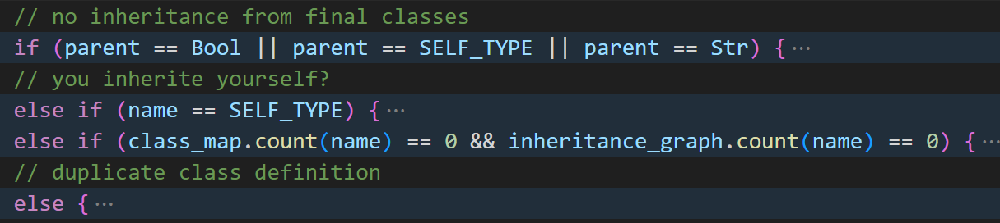 // no inheritance from final classes
if (parent == Bool || parent == SELF_TYPE || parent == Str) {⋯
// you inherite yourself?
else if (name == SELF_TYPE) {⋯
else if (class_map.count(name) == 0 && inheritance_graph.count(name) == 0) {⋯
// duplicate class definition
else {⋯